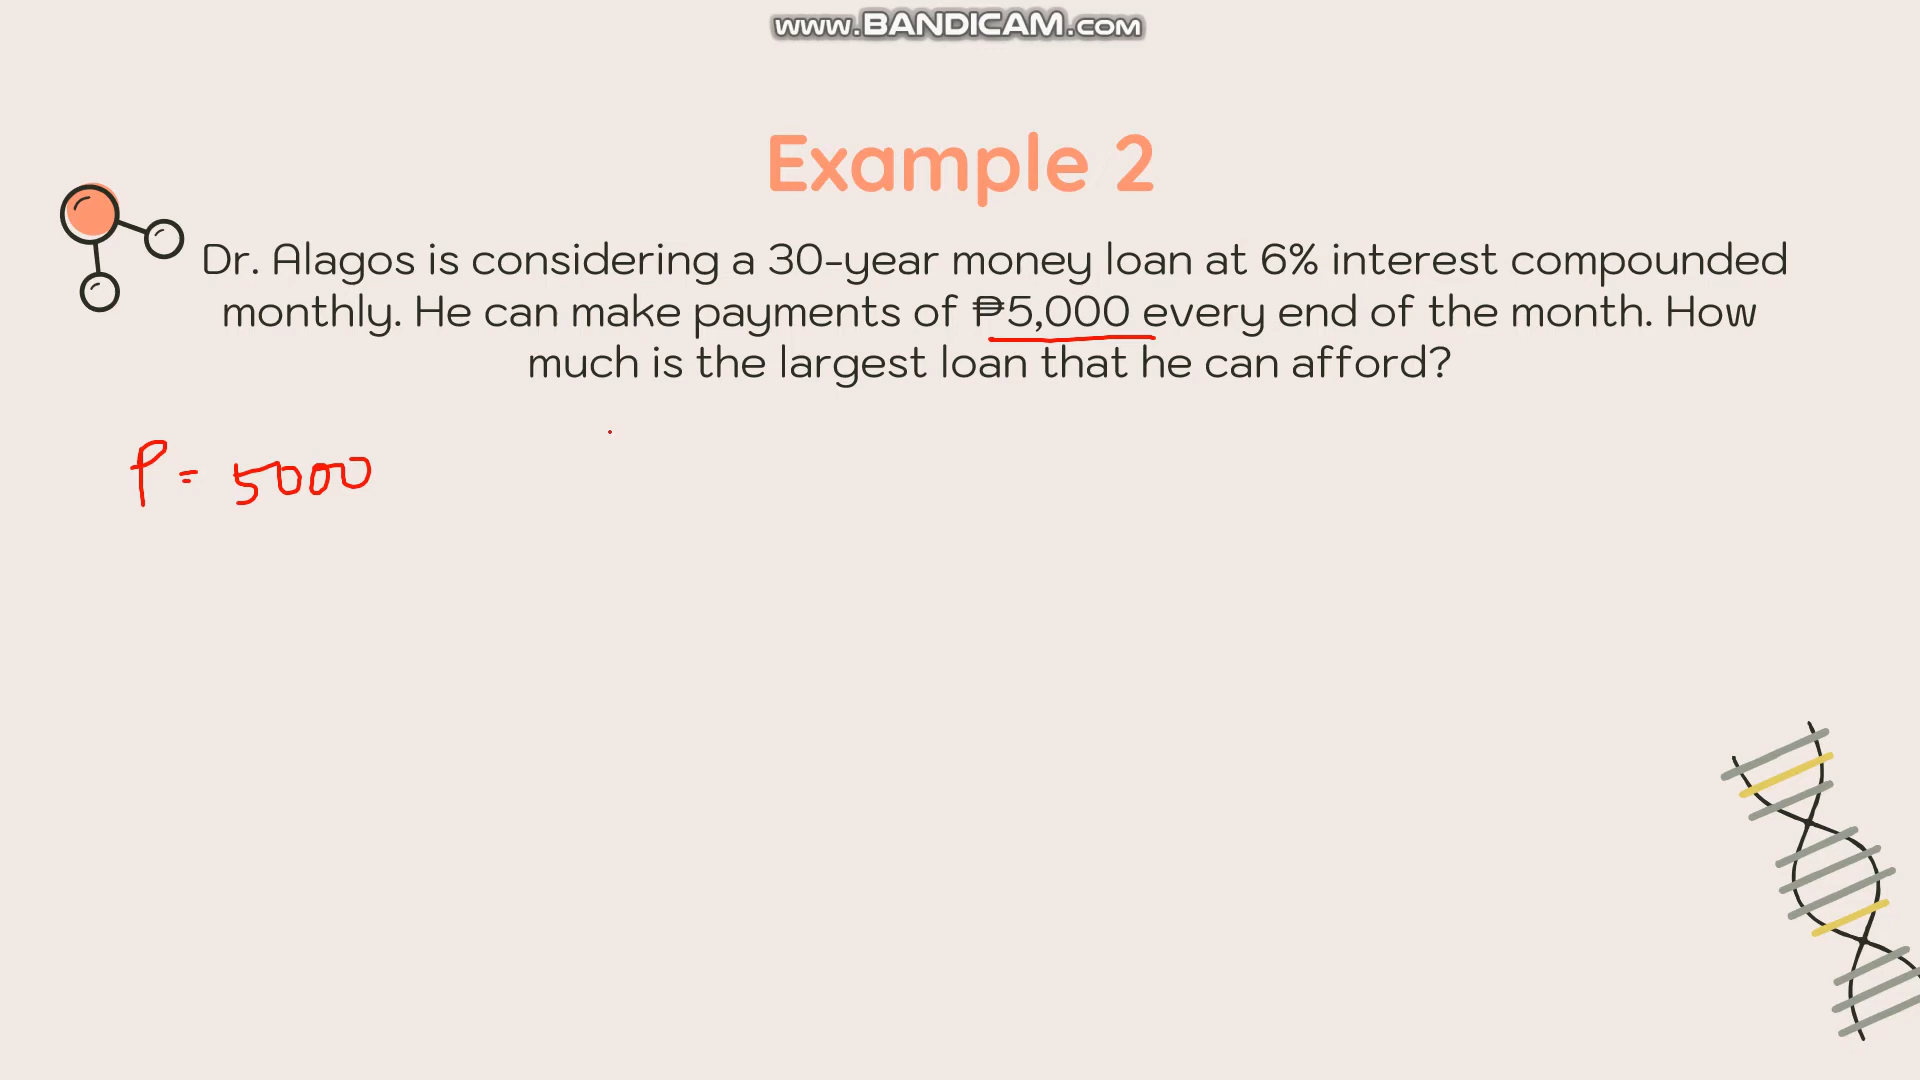 www.BANDICAM.com
Example 2
Dr. Alagos is considering a 30-year money loan at 6% interest compounded
monthly. He can make payments of ₱5,000 every end of the month. How
much is the largest loan that he can afford?
P = 5000